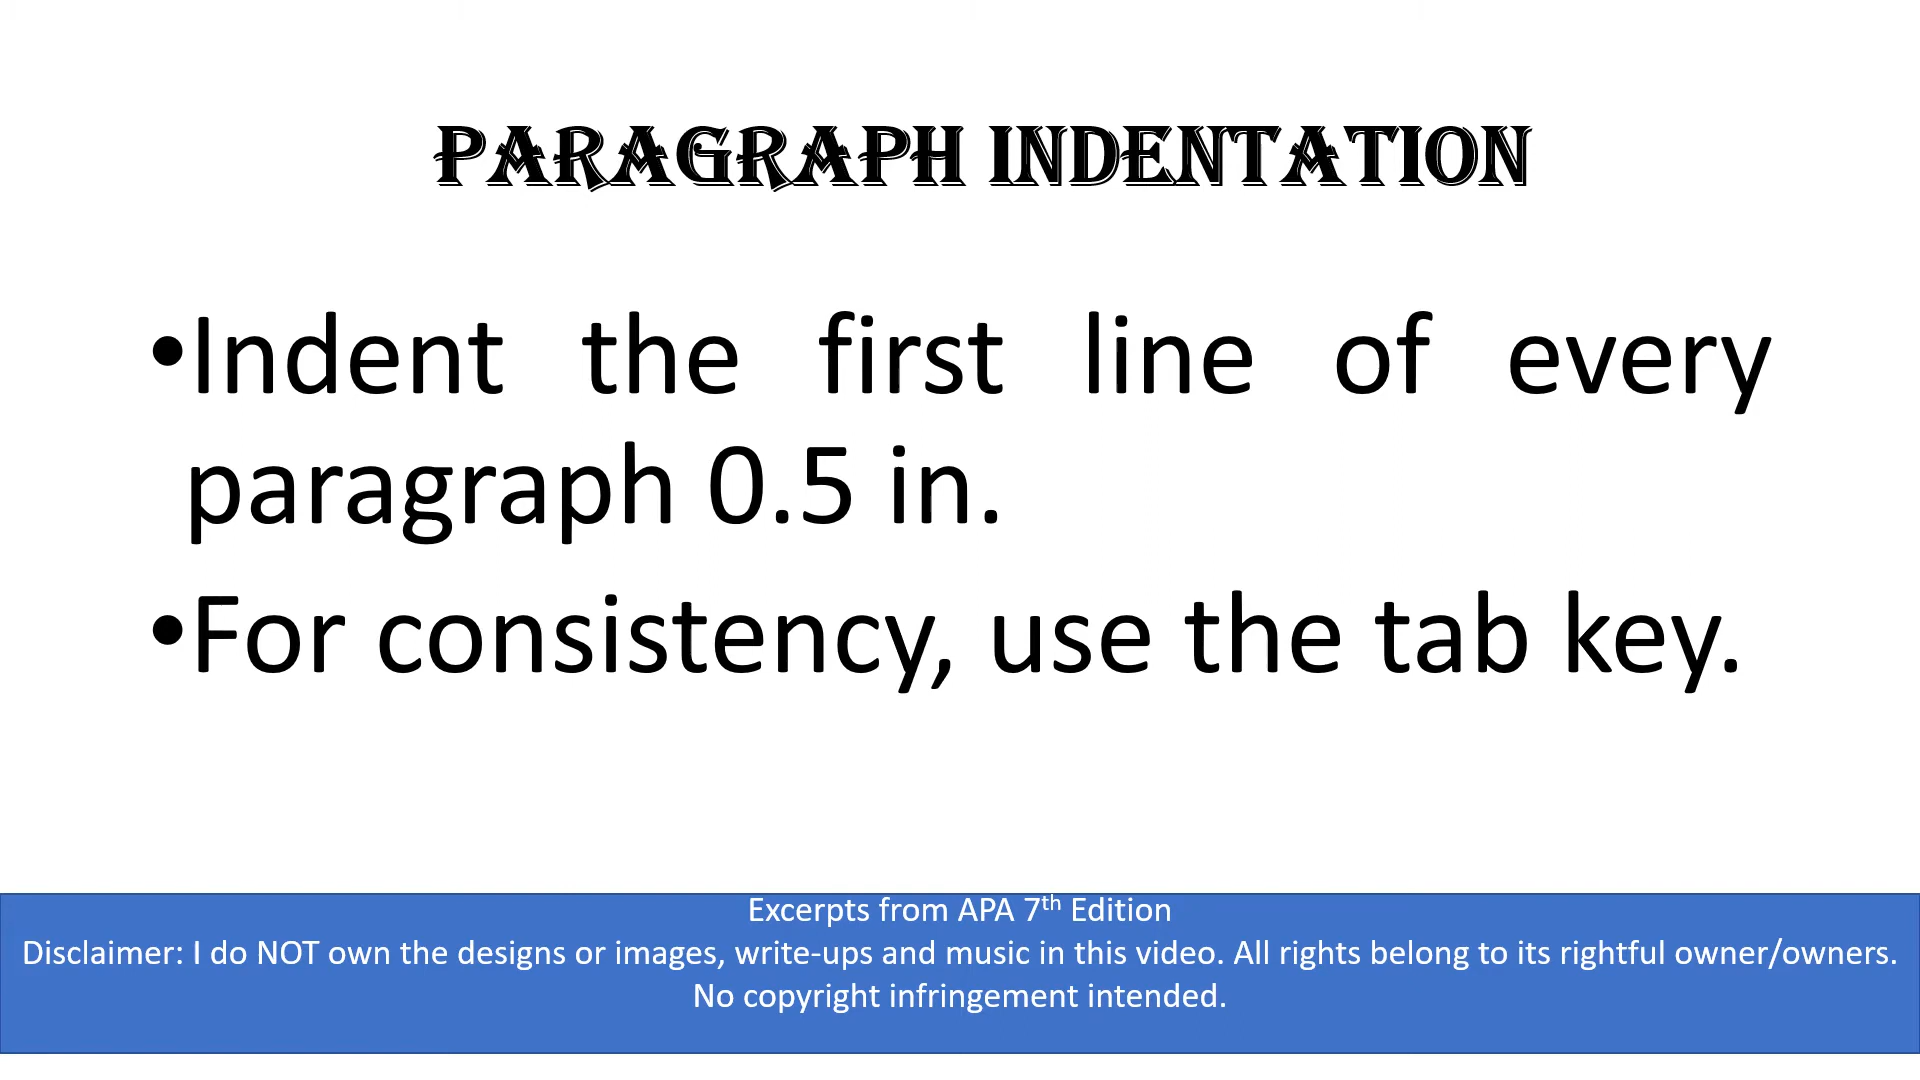 PARAGRAPH INDENTATION
•Indent the first line of every
paragraph 0.5 in.
•For consistency, use the tab key.
Excerpts from APA 7th Edition
Disclaimer: I do NOT own the designs or images, write-ups and music in this video. All rights belong to its rightful owner/owners.
No copyright infringement intended.